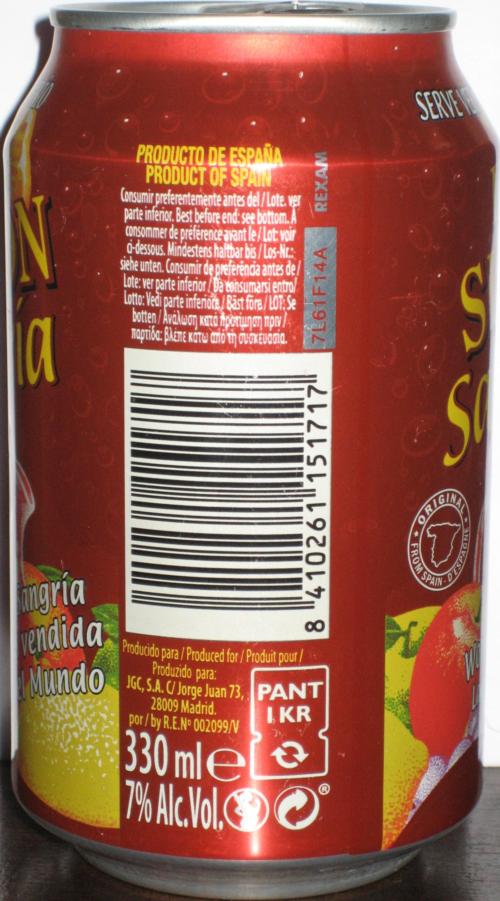 PRODUCTO DE ESPAÑA
PRODUCT OF SPAIN
Consumir preferentemente antes del / Lote. ver
parte inferior. Best before end: see bottom. A
consommer de préférence avant le / Lot: voir
ci-dessous. Mindestens haltbar bis / Los-Nr.:
siehe unten. Consumir de preferência antes de /
Lote: ver parte inferior / Da consumarsi entro/
Lotto: Vedi parte inferiore / Bäst före / LOT: Se
botten / Ανάλωση κατά προτίμηση πριν /
παρτίδα: βλέπε κάτω από τη συσκευασία.
REXAM
7L61F14A
8 410261 151717
Producido para / Produced for / Produit pour /
Produzido para:
JGC, S.A. C/ Jorge Juan 73,
28009 Madrid.
por / by R.E.Nº 002099/V
330 ml e
7% Alc.Vol.
PANT
1 KR
®
Sangría
vendida
Mundo
SERVE
ORIGINAL
FROM SPAIN - D'ESPAGNE